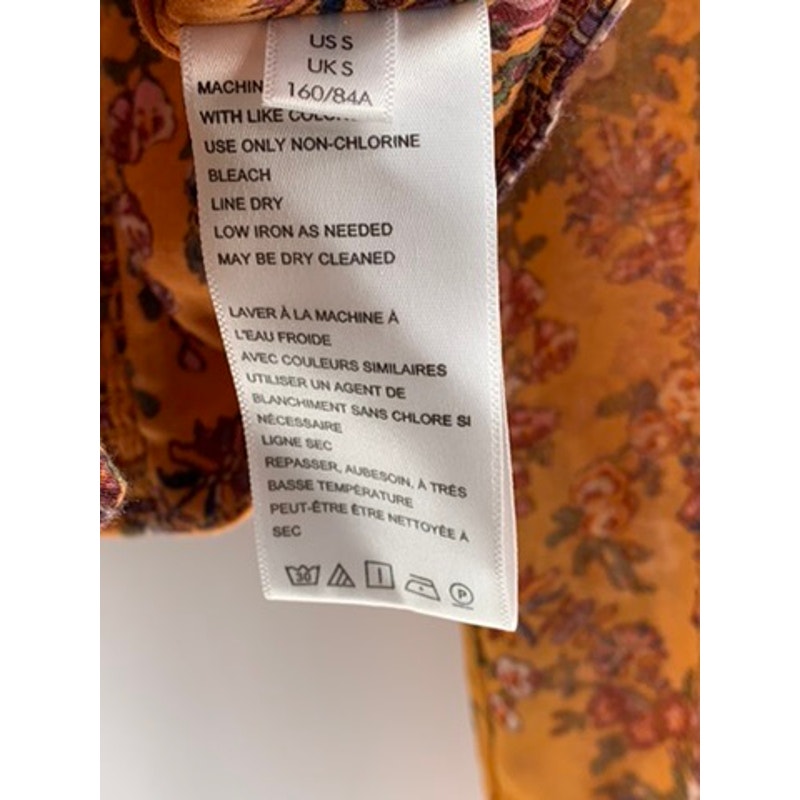 US S
UK S
160/84A
MACHIN
WITH LIKE COLOR
USE ONLY NON-CHLORINE
BLEACH
LINE DRY
LOW IRON AS NEEDED
MAY BE DRY CLEANED
LAVER À LA MACHINE À
L'EAU FROIDE
AVEC COULEURS SIMILAIRES
UTILISER UN AGENT DE
BLANCHIMENT SANS CHLORE SI
NÉCESSAIRE
LIGNE SEC
REPASSER, AUBESOIN, À TRÉS
BASSE TEMPÉRATURE
PEUT-ÊTRE ÊTRE NETTOYÉE À
SEC
30
P